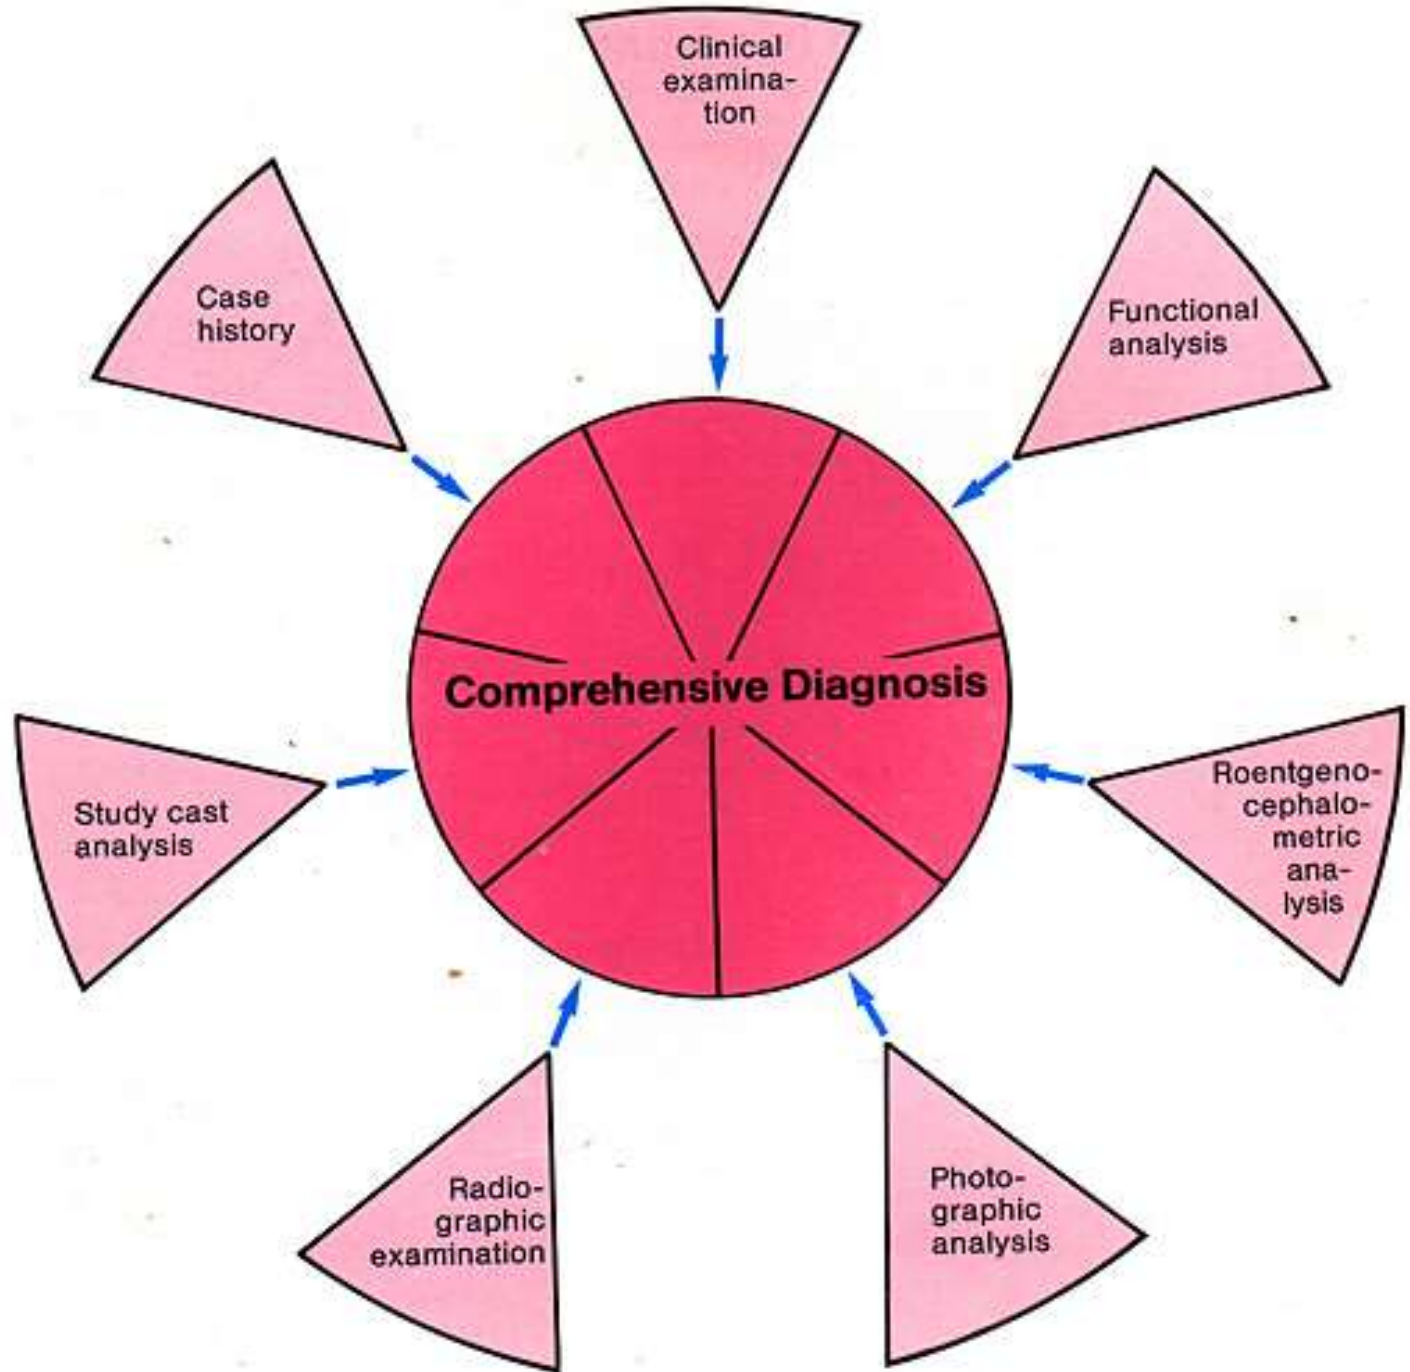 Clinical
examina-
tion
Case
history
Functional
analysis
Comprehensive Diagnosis
Study cast
analysis
Roentgeno-
cephalo-
metric
ana-
lysis
Radio-
graphic
examination
Photo-
graphic
analysis